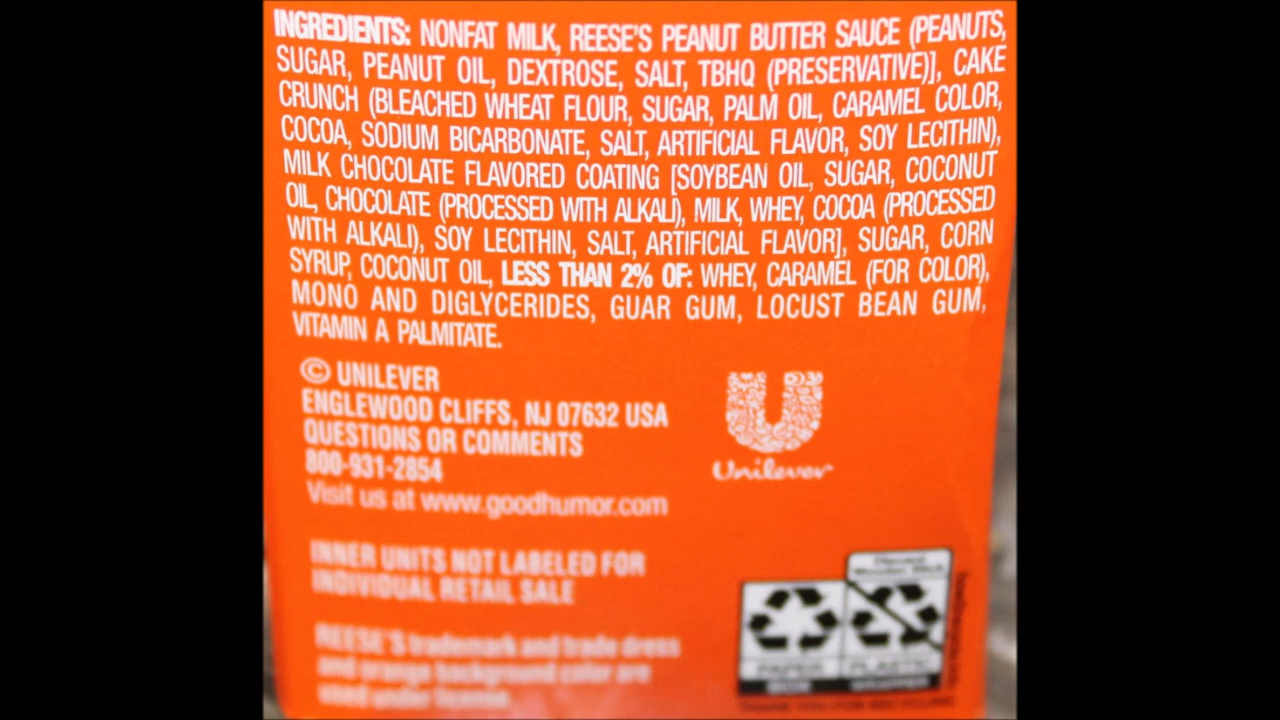 INGREDIENTS: NONFAT MILK, REESE'S PEANUT BUTTER SAUCE (PEANUTS,
SUGAR, PEANUT OIL, DEXTROSE, SALT, TBHQ (PRESERVATIVE)], CAKE
CRUNCH (BLEACHED WHEAT FLOUR, SUGAR, PALM OIL, CARAMEL COLOR,
COCOA, SODIUM BICARBONATE, SALT, ARTIFICIAL FLAVOR, SOY LECITHIN),
MILK CHOCOLATE FLAVORED COATING [SOYBEAN OIL, SUGAR, COCONUT
OIL, CHOCOLATE (PROCESSED WITH ALKALI), MILK, WHEY, COCOA (PROCESSED
WITH ALKALI), SOY LECITHIN, SALT, ARTIFICIAL FLAVOR], SUGAR, CORN
SYRUP, COCONUT OIL, LESS THAN 2% OF: WHEY, CARAMEL (FOR COLOR),
MONO AND DIGLYCERIDES, GUAR GUM, LOCUST BEAN GUM,
VITAMIN A PALMITATE.
© UNILEVER
ENGLEWOOD CLIFFS, NJ 07632 USA
QUESTIONS OR COMMENTS
800-931-2854
Visit us at www.goodhumor.com
Unilever
INNER UNITS NOT LABELED FOR
INDIVIDUAL RETAIL SALE
REESE'S trademark and trade dress
and orange background color are
used under license.
PAPER PLASTIC
BOX WRAPPER